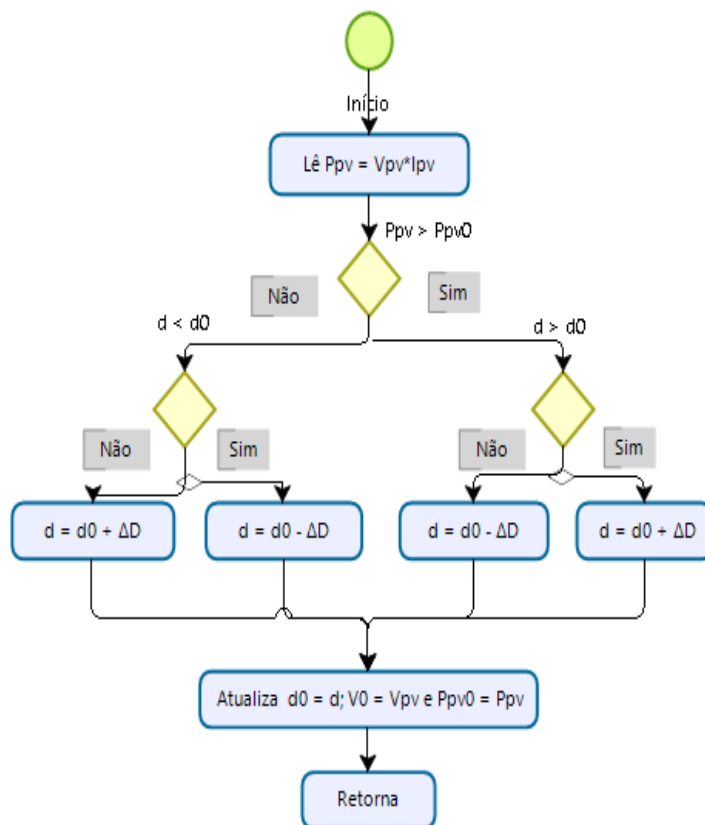 Início
Lê Ppv = Vpv*Ipv
Ppv > Ppv0
Não
Sim
d < d0
d > d0
Não
Sim
Não
Sim
d = d0 + ΔD
d = d0 - ΔD
d = d0 - ΔD
d = d0 + ΔD
Atualiza d0 = d; V0 = Vpv e Ppv0 = Ppv
Retorna